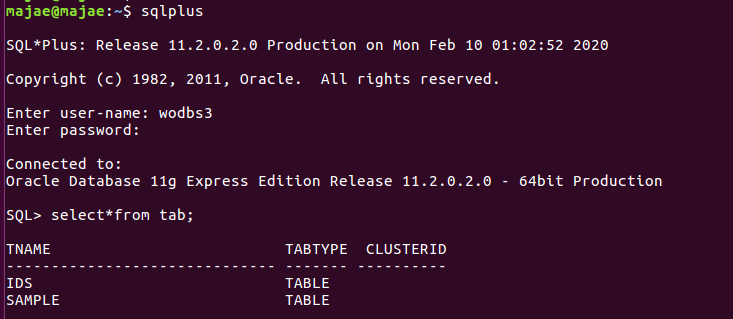 majae@majae:~$ sqlplus
SQL*Plus: Release 11.2.0.2.0 Production on Mon Feb 10 01:02:52 2020
Copyright (c) 1982, 2011, Oracle.  All rights reserved.
Enter user-name: wodbs3
Enter password:
Connected to:
Oracle Database 11g Express Edition Release 11.2.0.2.0 - 64bit Production
SQL> select*from tab;
TNAME                          TABTYPE  CLUSTERID
------------------------------ ------- ----------
IDS                            TABLE
SAMPLE                         TABLE